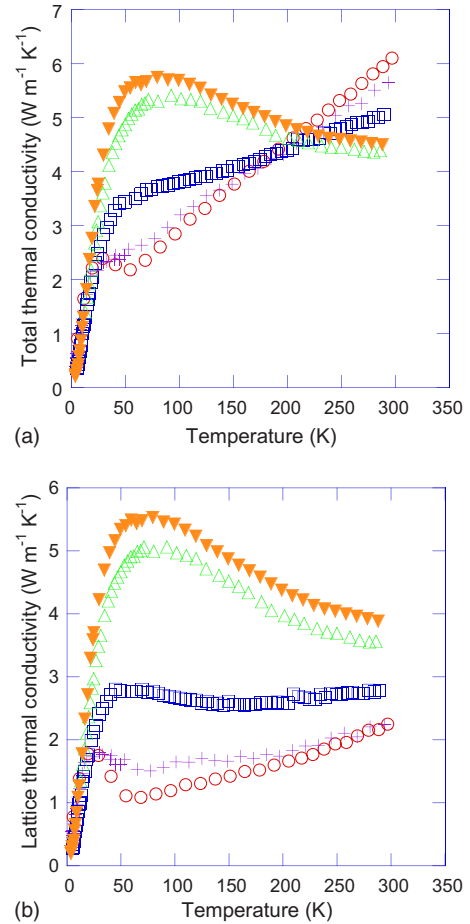 7
6
5
4
3
2
1
0
Total thermal conductivity (W m⁻¹ K⁻¹)
0 50 100 150 200 250 300 350
(a) Temperature (K)
6
5
4
3
2
1
0
Lattice thermal conductivity (W m⁻¹ K⁻¹)
0 50 100 150 200 250 300 350
(b) Temperature (K)